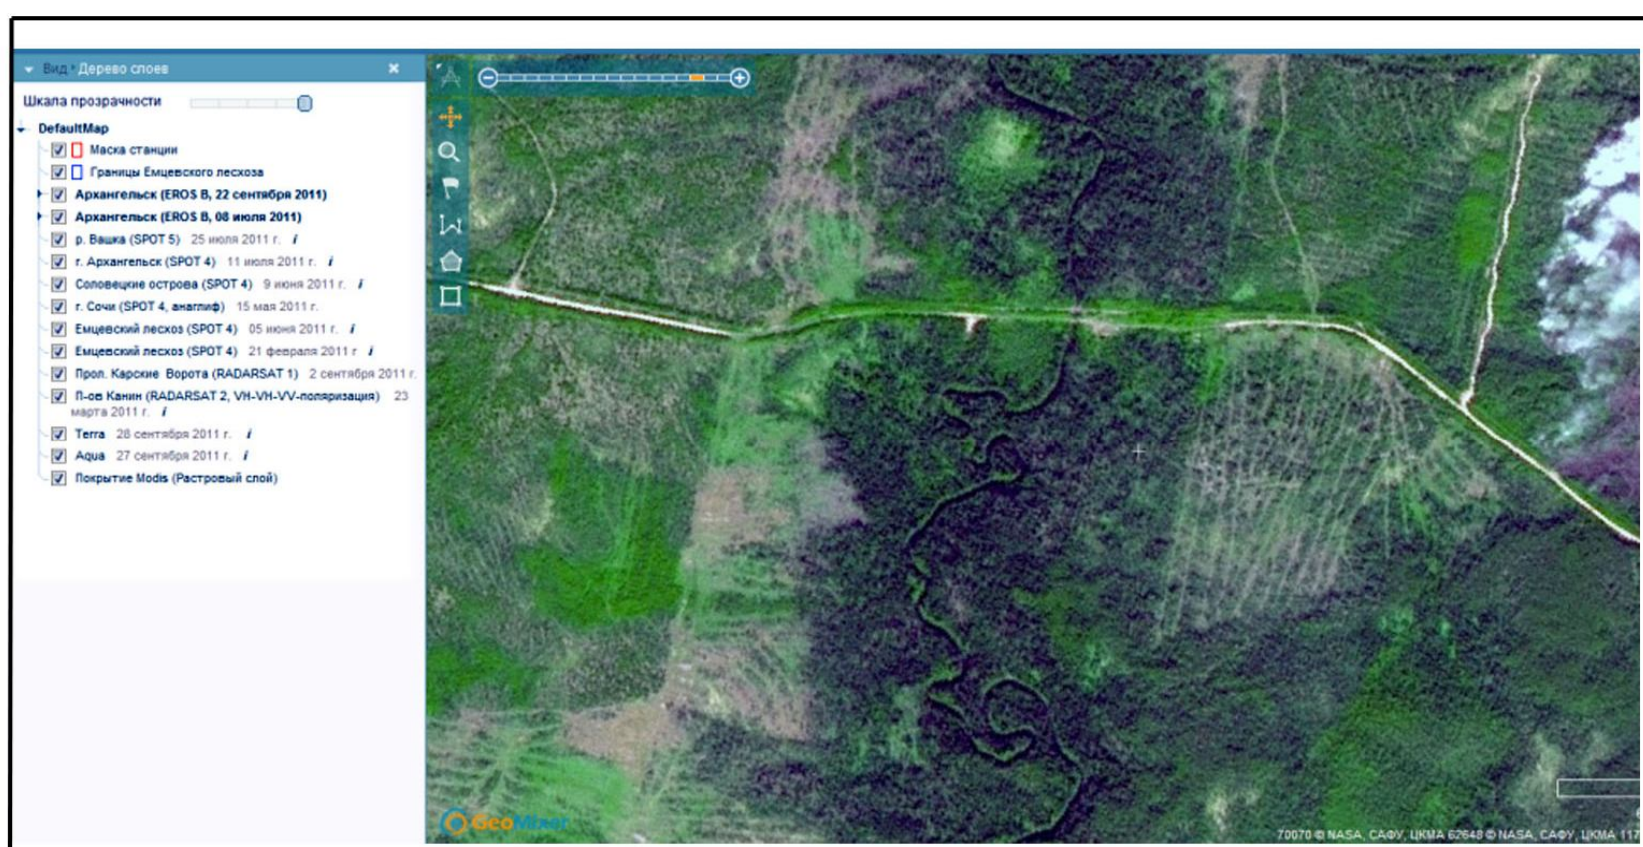 Вид • Дерево слоев
Шкала прозрачности
DefaultMap
Маска станции
Границы Емцевского лесхоза
Архангельск (EROS B, 22 сентября 2011)
Архангельск (EROS B, 08 июля 2011)
р. Вашка (SPOT 5) 25 июля 2011 г. i
г. Архангельск (SPOT 4) 11 июля 2011 г. i
Соловецкие острова (SPOT 4) 9 июня 2011 г. i
г. Сочи (SPOT 4, анаглиф) 15 мая 2011 г.
Емцевский лесхоз (SPOT 4) 05 июня 2011 г. i
Емцевский лесхоз (SPOT 4) 21 февраля 2011 г i
Прол. Карские Ворота (RADARSAT 1) 2 сентября 2011 г.
П-ов Канин (RADARSAT 2, VH-VH-VV-поляризация) 23
марта 2011 г. i
Terra 28 сентября 2011 г. i
Aqua 27 сентября 2011 г. i
Покрытие Modis (Растровый слой)
GeoMixer
70070 © NASA, САФУ, ЦКМА 62648 © NASA, САФУ, ЦКМА 117